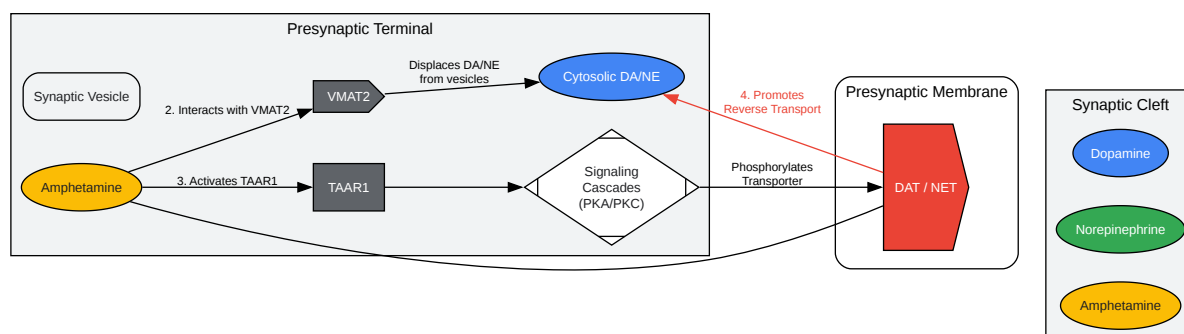 Presynaptic Terminal
Synaptic Vesicle
VMAT2
Displaces DA/NE
from vesicles
Cytosolic DA/NE
2. Interacts with VMAT2
Amphetamine
3. Activates TAAR1
TAAR1
Signaling
Cascades
(PKA/PKC)
4. Promotes
Reverse Transport
Phosphorylates
Transporter
Presynaptic Membrane
DAT / NET
Synaptic Cleft
Dopamine
Norepinephrine
Amphetamine